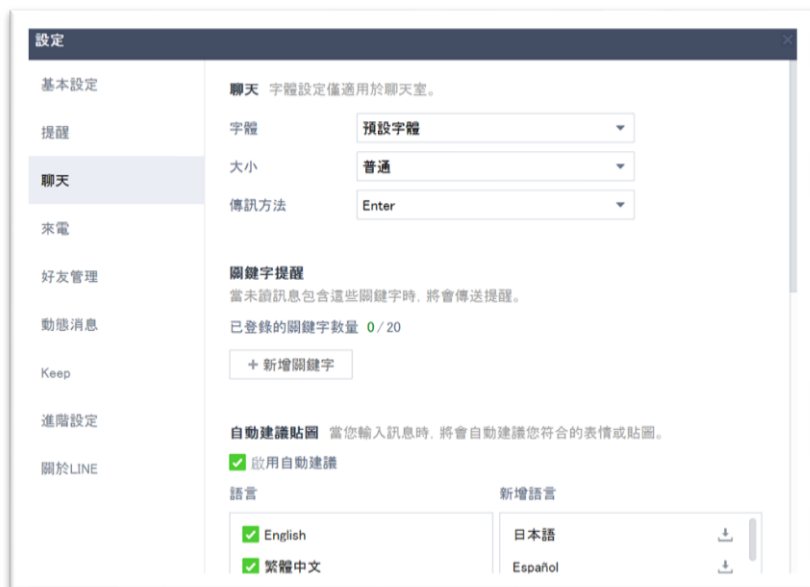 設定
基本設定
提醒
聊天
來電
好友管理
動態消息
Keep
進階設定
關於LINE
聊天 字體設定僅適用於聊天室。
字體 預設字體
大小 普通
傳訊方法 Enter
關鍵字提醒
當未讀訊息包含這些關鍵字時, 將會傳送提醒。
已登錄的關鍵字數量 0/20
+ 新增關鍵字
自動建議貼圖 當您輸入訊息時, 將會自動建議您符合的表情或貼圖。
啟用自動建議
語言 新增語言
English 日本語
繁體中文 Español